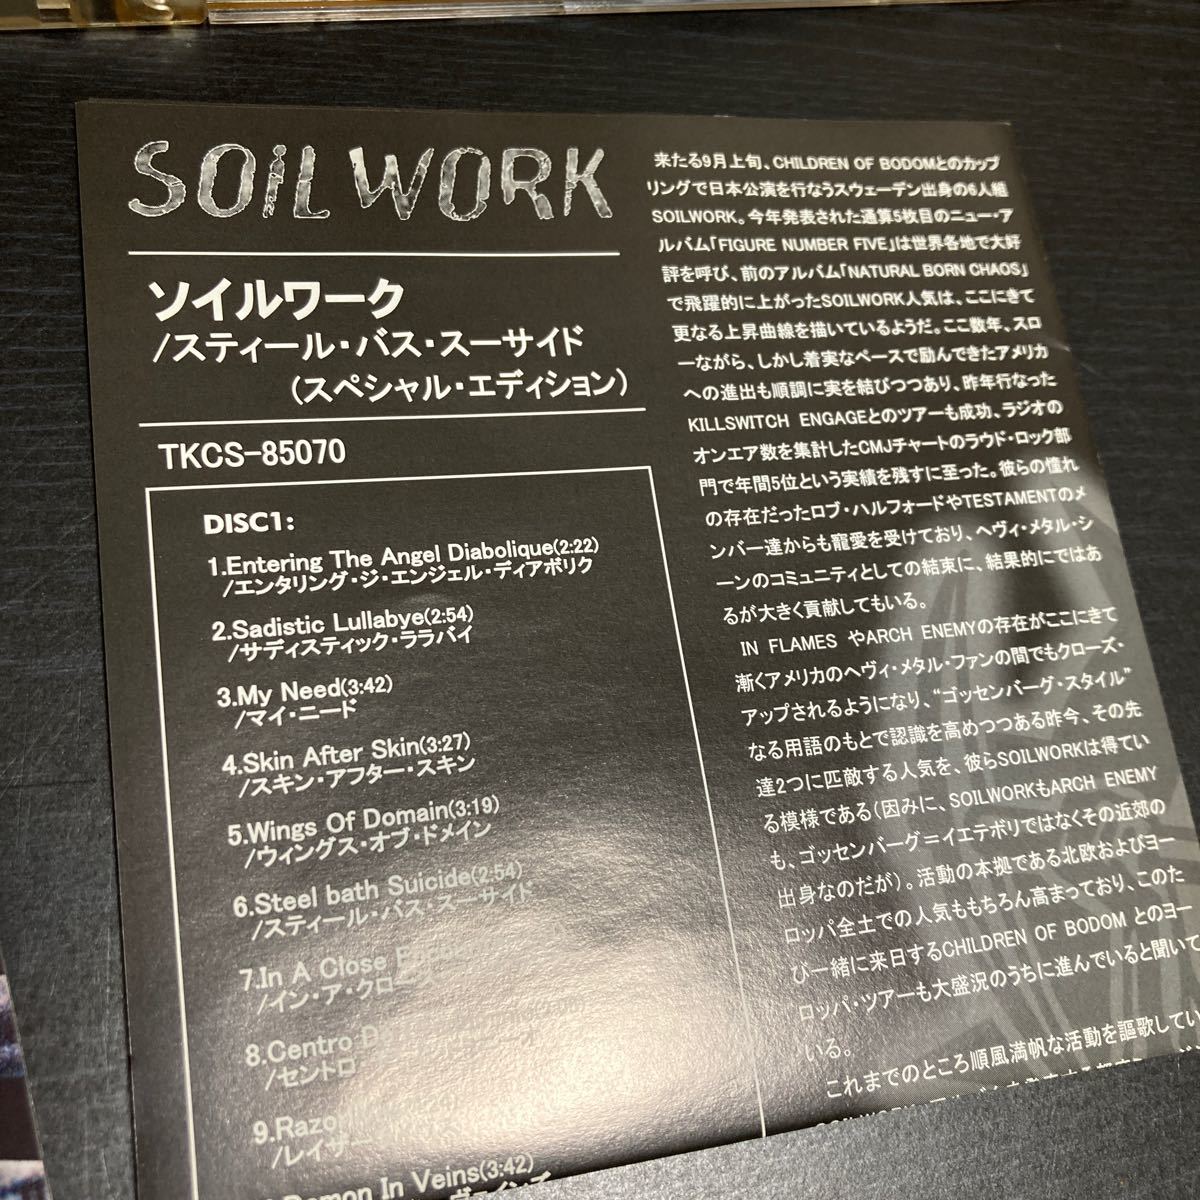 SOiLWORK
ソイルワーク
/スティール・バス・スーサイド
(スペシャル・エディション)
TKCS-85070
DISC1:
1.Entering The Angel Diabolique(2:22)
/エンタリング・ジ・エンジェル・ディアボリク
2.Sadistic Lullabye(2:54)
/サディスティック・ララバイ
3.My Need(3:42)
/マイ・ニード
4.Skin After Skin(3:27)
/スキン・アフター・スキン
5.Wings Of Domain(3:19)
/ウィングス・オブ・ドメイン
6.Steel bath Suicide(2:54)
/スティール・バス・スーサイド
7.In A Close
/イン・ア・クロー
8.Centro
/セントロ
9.Razo
/レイザー
Demon In Veins(3:42)
来たる9月上旬、CHILDREN OF BODOMとのカップ
リングで日本公演を行なうスウェーデン出身の6人組
SOILWORK。今年発表された通算5枚目のニュー・ア
ルバム「FIGURE NUMBER FIVE」は世界各地で大好
評を呼び、前のアルバム「NATURAL BORN CHAOS」
で飛躍的に上がったSOILWORK人気は、ここにきて
更なる上昇曲線を描いているようだ。ここ数年、スロ
ーながら、しかし着実なペースで励んできたアメリカ
への進出も順調に実を結びつつあり、昨年行なった
KILLSWITCH ENGAGEとのツアーも成功、ラジオの
オンエア数を集計したCMJチャートのラウド・ロック部
門で年間5位という実績を残すに至った。彼らの憧れ
の存在だったロブ・ハルフォードやTESTAMENTのメ
ンバー達からも寵愛を受けており、ヘヴィ・メタル・シ
ーンのコミュニティとしての結束に、結果的にではあ
るが大きく貢献してもいる。
IN FLAMES やARCH ENEMYの存在がここにきて
漸くアメリカのヘヴィ・メタル・ファンの間でもクローズ・
アップされるようになり、“ゴッセンバーグ・スタイル”
なる用語のもとで認識を高めつつある昨今、その先
達2つに匹敵する人気を、彼らSOILWORKは得てい
る模様である(因みに、SOILWORKもARCH ENEMY
も、ゴッセンバーグ＝イエテボリではなくその近郊の
出身なのだが)。活動の本拠である北欧およびヨー
ロッパ全土での人気ももちろん高まっており、このた
び一緒に来日するCHILDREN OF BODOM とのヨー
ロッパ・ツアーも大盛況のうちに進んでいると聞いて
いる。
これまでのところ順風満帆な活動を謳歌してい